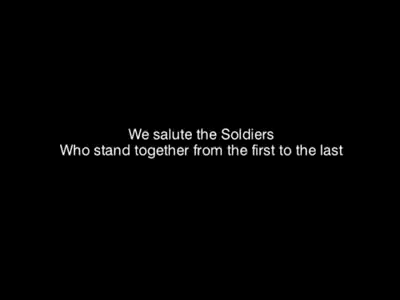 We salute the Soldiers
Who stand together from the first to the last